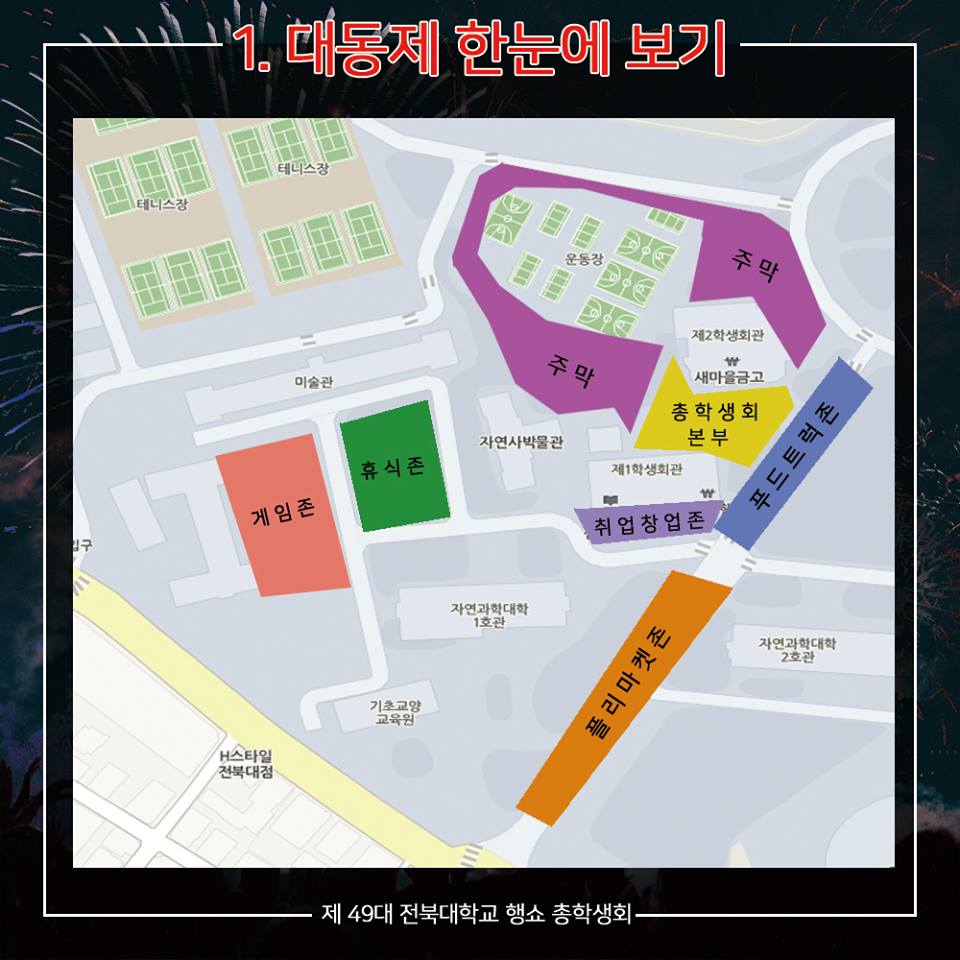 1. 대동제 한눈에 보기
테니스장
테니스장
운동장
주막
제2학생회관
새마을금고
미술관
주막
총학생회
본부
푸드트럭존
자연사박물관
휴식존
제1학생회관
게임존
취업창업존
입구
자연과학대학
1호관
자연과학대학
2호관
플리마켓존
기초교양
교육원
H스타일
전북대점
제 49대 전북대학교 행쇼 총학생회